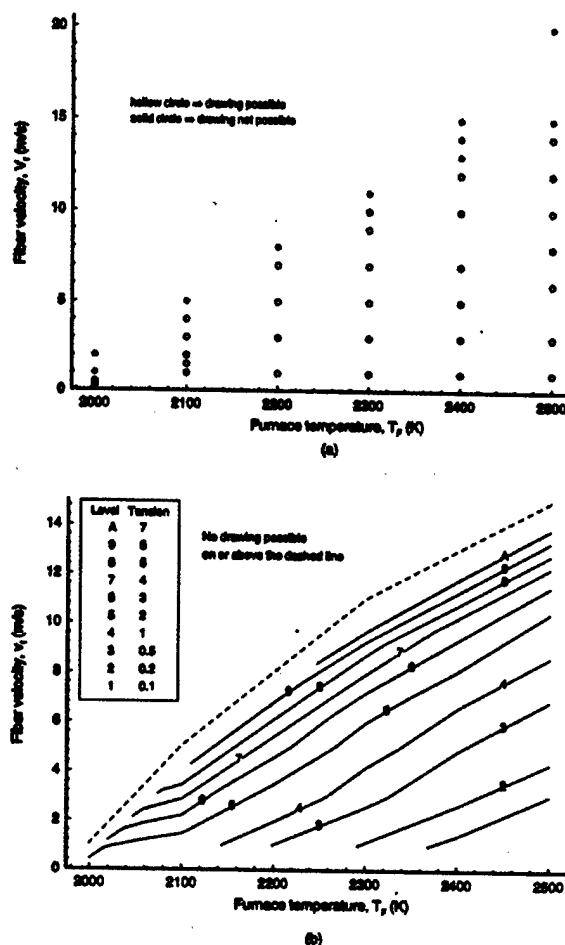 20
15
10
5
0
Fiber velocity, V_f (m/s)
hollow circle ⇒ drawing possible
solid circle ⇒ drawing not possible
2000 2100 2200 2300 2400 2500
Furnace temperature, T_F (K)
(a)
14
12
10
8
6
4
2
0
Fiber velocity, v_f (m/s)
Level Tension
A 7
9 6
8 5
7 4
6 3
5 2
4 1
3 0.5
2 0.2
1 0.1
No drawing possible
on or above the dashed line
2000 2100 2200 2300 2400 2500
Furnace temperature, T_F (K)
(b)